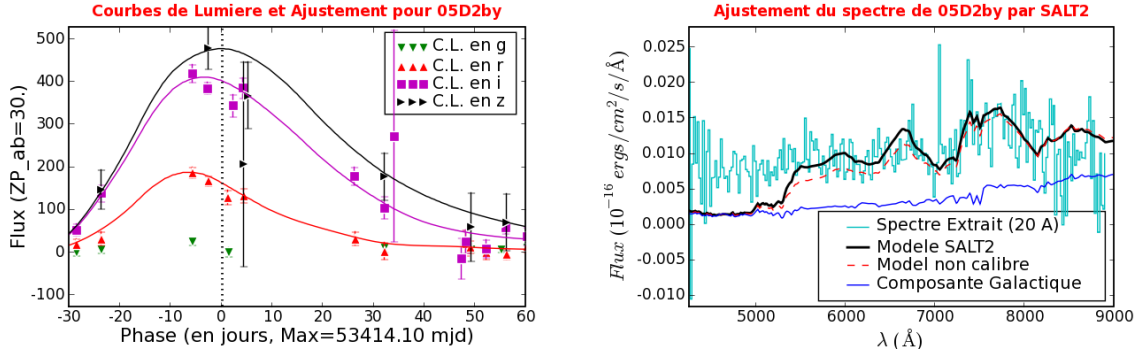 Courbes de Lumiere et Ajustement pour 05D2by
Flux (ZP_ab=30.)
500
400
300
200
100
0
-100
C.L. en g
C.L. en r
C.L. en i
C.L. en z
-30 -20 -10 0 10 20 30 40 50 60
Phase (en jours, Max=53414.10 mjd)
Ajustement du spectre de 05D2by par SALT2
Flux (10^{-16} ergs/cm^2/s/Å)
0.025
0.020
0.015
0.010
0.005
0.000
-0.005
-0.010
Spectre Extrait (20 A)
Modele SALT2
Model non calibre
Composante Galactique
5000 6000 7000 8000 9000
λ (Å)